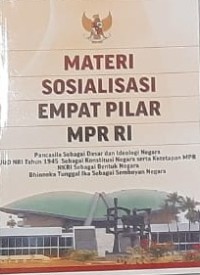 MATERI
SOSIALISASI
EMPAT PILAR
MPR RI
Pancasila Sebagai Dasar dan Ideologi Negara
UUD NRI Tahun 1945 Sebagai Konstitusi Negara serta Ketetapan MPR
NKRI Sebagai Bentuk Negara
Bhinneka Tunggal Ika Sebagai Semboyan Negara